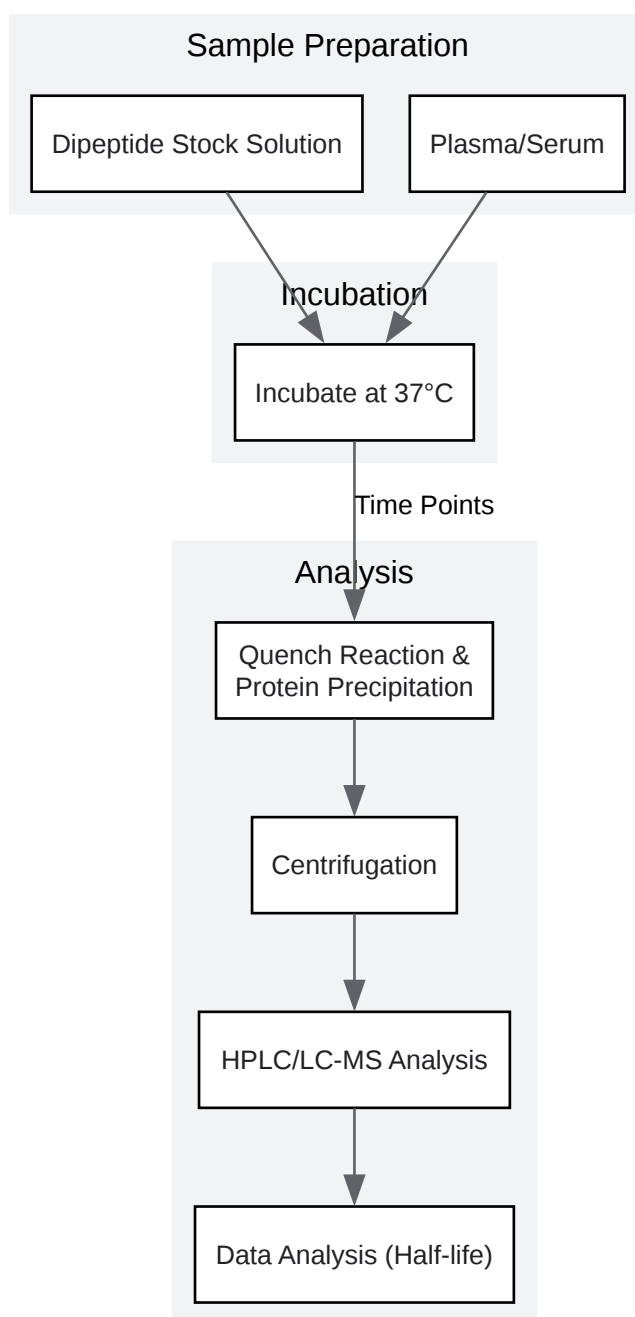 Sample Preparation
Dipeptide Stock Solution
Plasma/Serum
Incubation
Incubate at 37°C
Time Points
Analysis
Quench Reaction &
Protein Precipitation
Centrifugation
HPLC/LC-MS Analysis
Data Analysis (Half-life)